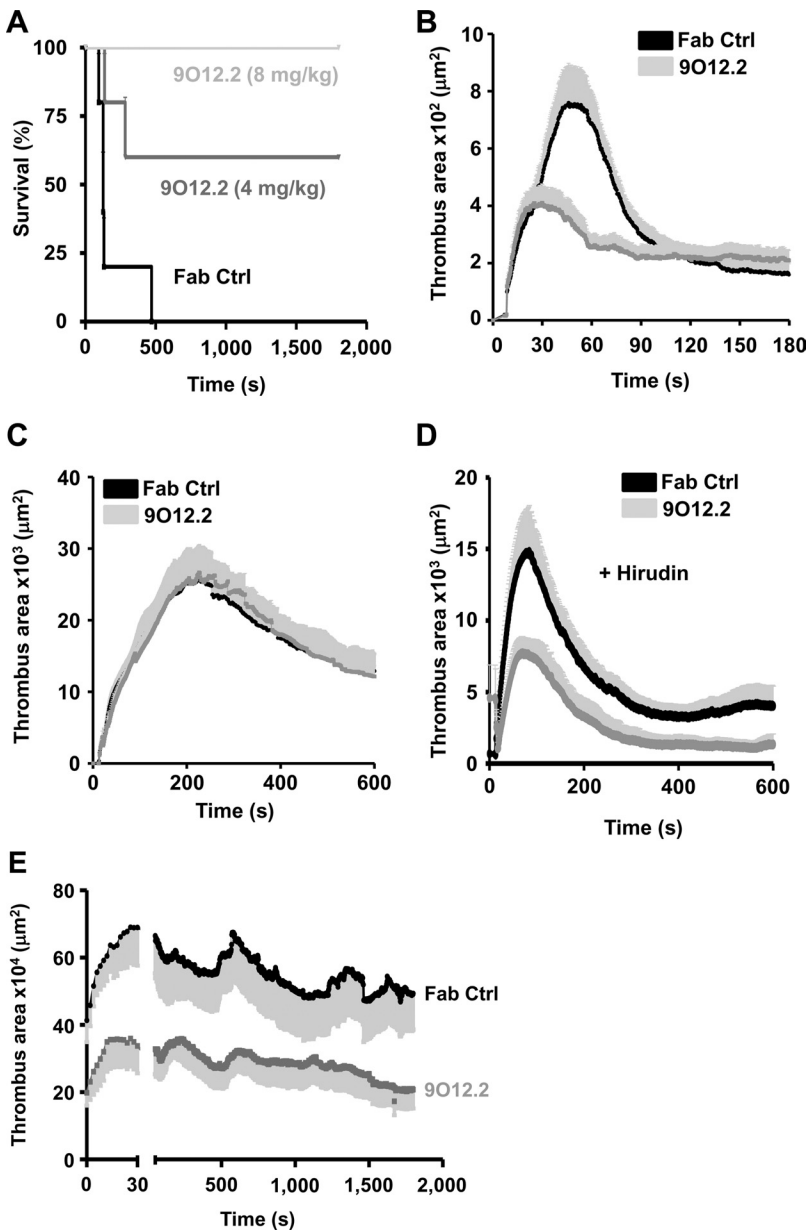 A
100
75
50
25
0
Survival (%)
9O12.2 (8 mg/kg)
9O12.2 (4 mg/kg)
Fab Ctrl
0 500 1,000 1,500 2,000
Time (s)
B
Fab Ctrl
9O12.2
10
8
6
4
2
0
Thrombus area x10² (μm²)
0 30 60 90 120 150 180
Time (s)
C
Fab Ctrl
9O12.2
40
30
20
10
0
Thrombus area x10³ (μm²)
0 200 400 600
Time (s)
D
Fab Ctrl
9O12.2
+ Hirudin
20
15
10
5
0
Thrombus area x10³ (μm²)
0 200 400 600
Time (s)
E
80
60
40
20
0
Thrombus area x10⁴ (μm²)
Fab Ctrl
9O12.2
0 30 500 1,000 1,500 2,000
Time (s)